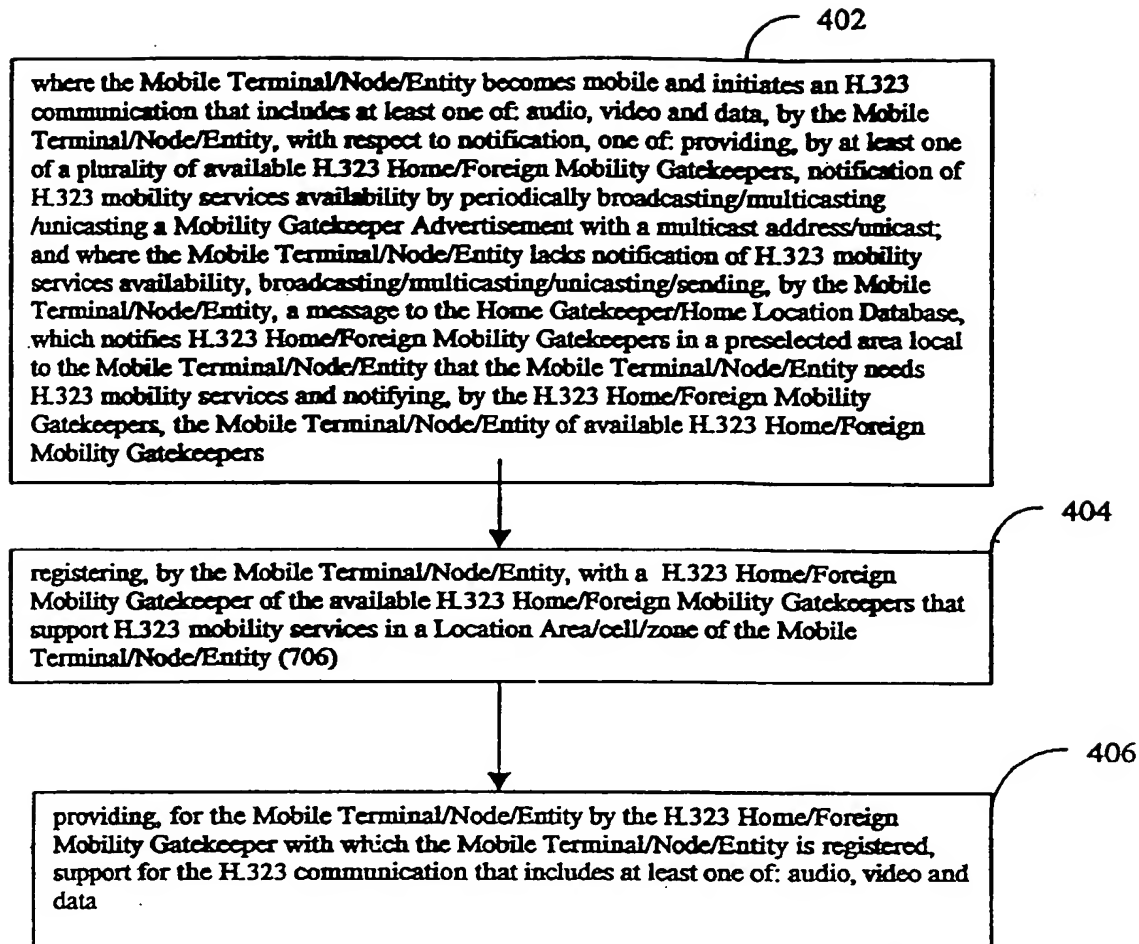 402
where the Mobile Terminal/Node/Entity becomes mobile and initiates an H.323
communication that includes at least one of: audio, video and data, by the Mobile
Terminal/Node/Entity, with respect to notification, one of: providing, by at least one
of a plurality of available H.323 Home/Foreign Mobility Gatekeepers, notification of
H.323 mobility services availability by periodically broadcasting/multicasting
/unicasting a Mobility Gatekeeper Advertisement with a multicast address/unicast;
and where the Mobile Terminal/Node/Entity lacks notification of H.323 mobility
services availability, broadcasting/multicasting/unicasting/sending, by the Mobile
Terminal/Node/Entity, a message to the Home Gatekeeper/Home Location Database,
which notifies H.323 Home/Foreign Mobility Gatekeepers in a preselected area local
to the Mobile Terminal/Node/Entity that the Mobile Terminal/Node/Entity needs
H.323 mobility services and notifying, by the H.323 Home/Foreign Mobility
Gatekeepers, the Mobile Terminal/Node/Entity of available H.323 Home/Foreign
Mobility Gatekeepers
404
registering, by the Mobile Terminal/Node/Entity, with a H.323 Home/Foreign
Mobility Gatekeeper of the available H.323 Home/Foreign Mobility Gatekeepers that
support H.323 mobility services in a Location Area/cell/zone of the Mobile
Terminal/Node/Entity (706)
406
providing, for the Mobile Terminal/Node/Entity by the H.323 Home/Foreign
Mobility Gatekeeper with which the Mobile Terminal/Node/Entity is registered,
support for the H.323 communication that includes at least one of: audio, video and
data